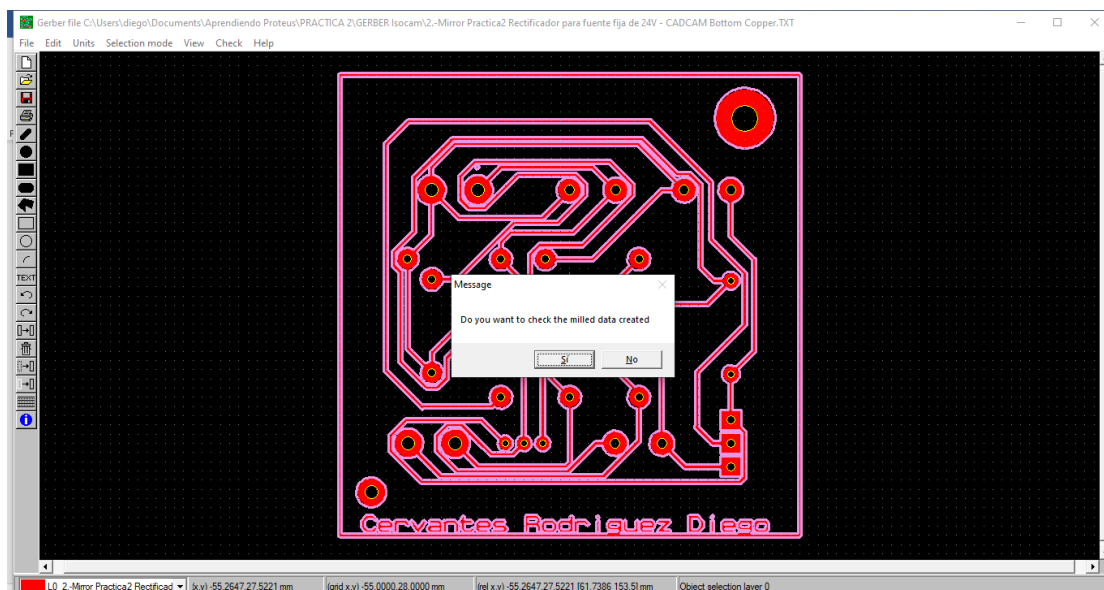 Gerber file C:\Users\diego\Documents\Aprendiendo Proteus\PRACTICA 2\GERBER Isocam\2.-Mirror Practica2 Rectificador para fuente fija de 24V - CADCAM Bottom Copper.TXT
File Edit Units Selection mode View Check Help
TEXT
Message
Do you want to check the milled data created
Sí No
Cervantes Rodriguez Diego
L0 2.-Mirror Practica2 Rectificad (x,y) -55.2647,27.5221 mm (grid x,y) -55.0000,28.0000 mm (rel x,y) -55.2647,27.5221 [61.7386 153.5] mm Object selection layer 0